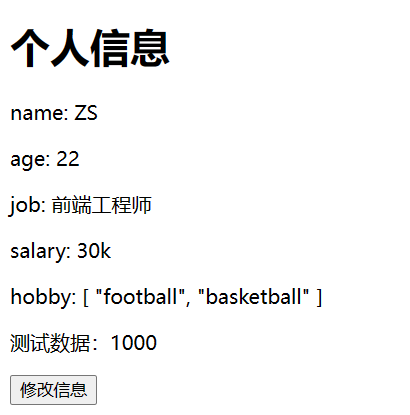 个人信息
name: ZS
age: 22
job: 前端工程师
salary: 30k
hobby: [ "football", "basketball" ]
测试数据：1000
修改信息